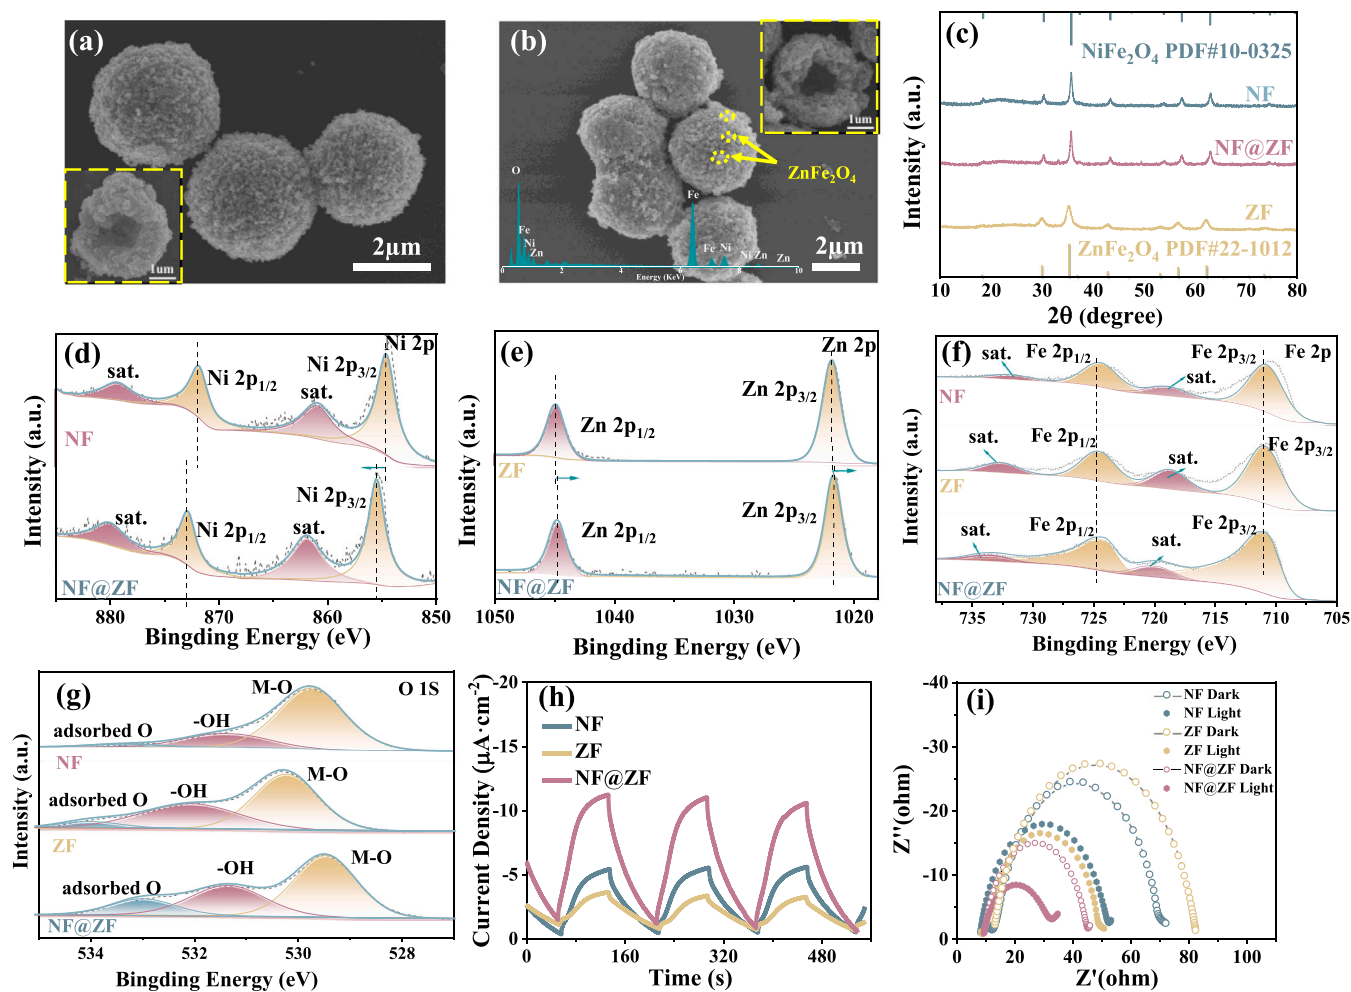 (a)
1um
2μm
(b)
1um
ZnFe₂O₄
O
Fe
Ni
Zn
Fe
Fe
Ni
Ni Zn
Zn
0
2
4
6
8
10
Energy (KeV)
2μm
(c)
NiFe₂O₄ PDF#10-0325
NF
NF@ZF
ZF
ZnFe₂O₄ PDF#22-1012
Intensity (a.u.)
10 20 30 40 50 60 70 80
2θ (degree)
(d)
Ni 2p
sat.
Ni 2p₁/₂
Ni 2p₃/₂
sat.
NF
sat.
Ni 2p₁/₂
Ni 2p₃/₂
sat.
NF@ZF
Intensity (a.u.)
880 870 860 850
Bingding Energy (eV)
(e)
Zn 2p
Zn 2p₃/₂
Zn 2p₁/₂
ZF
Zn 2p₃/₂
Zn 2p₁/₂
NF@ZF
Intensity (a.u.)
1050 1040 1030 1020
Bingding Energy (eV)
(f)
sat.
Fe 2p₁/₂
Fe 2p₃/₂
Fe 2p
sat.
NF
sat.
Fe 2p₁/₂
Fe 2p₃/₂
sat.
ZF
sat.
Fe 2p₁/₂
Fe 2p₃/₂
sat.
NF@ZF
Intensity (a.u.)
735 730 725 720 715 710 705
Bingding Energy (eV)
(g)
M-O
O 1S
-OH
adsorbed O
NF
adsorbed O
-OH
M-O
ZF
adsorbed O
-OH
M-O
NF@ZF
Intensity (a.u.)
534 532 530 528
Bingding Energy (eV)
(h)
NF
ZF
NF@ZF
Current Density (μA·cm⁻²)
-20
-15
-10
-5
0
0 160 320 480
Time (s)
(i)
NF Dark
NF Light
ZF Dark
ZF Light
NF@ZF Dark
NF@ZF Light
Z''(ohm)
-40
-30
-20
-10
0
0 20 40 60 80 100
Z'(ohm)